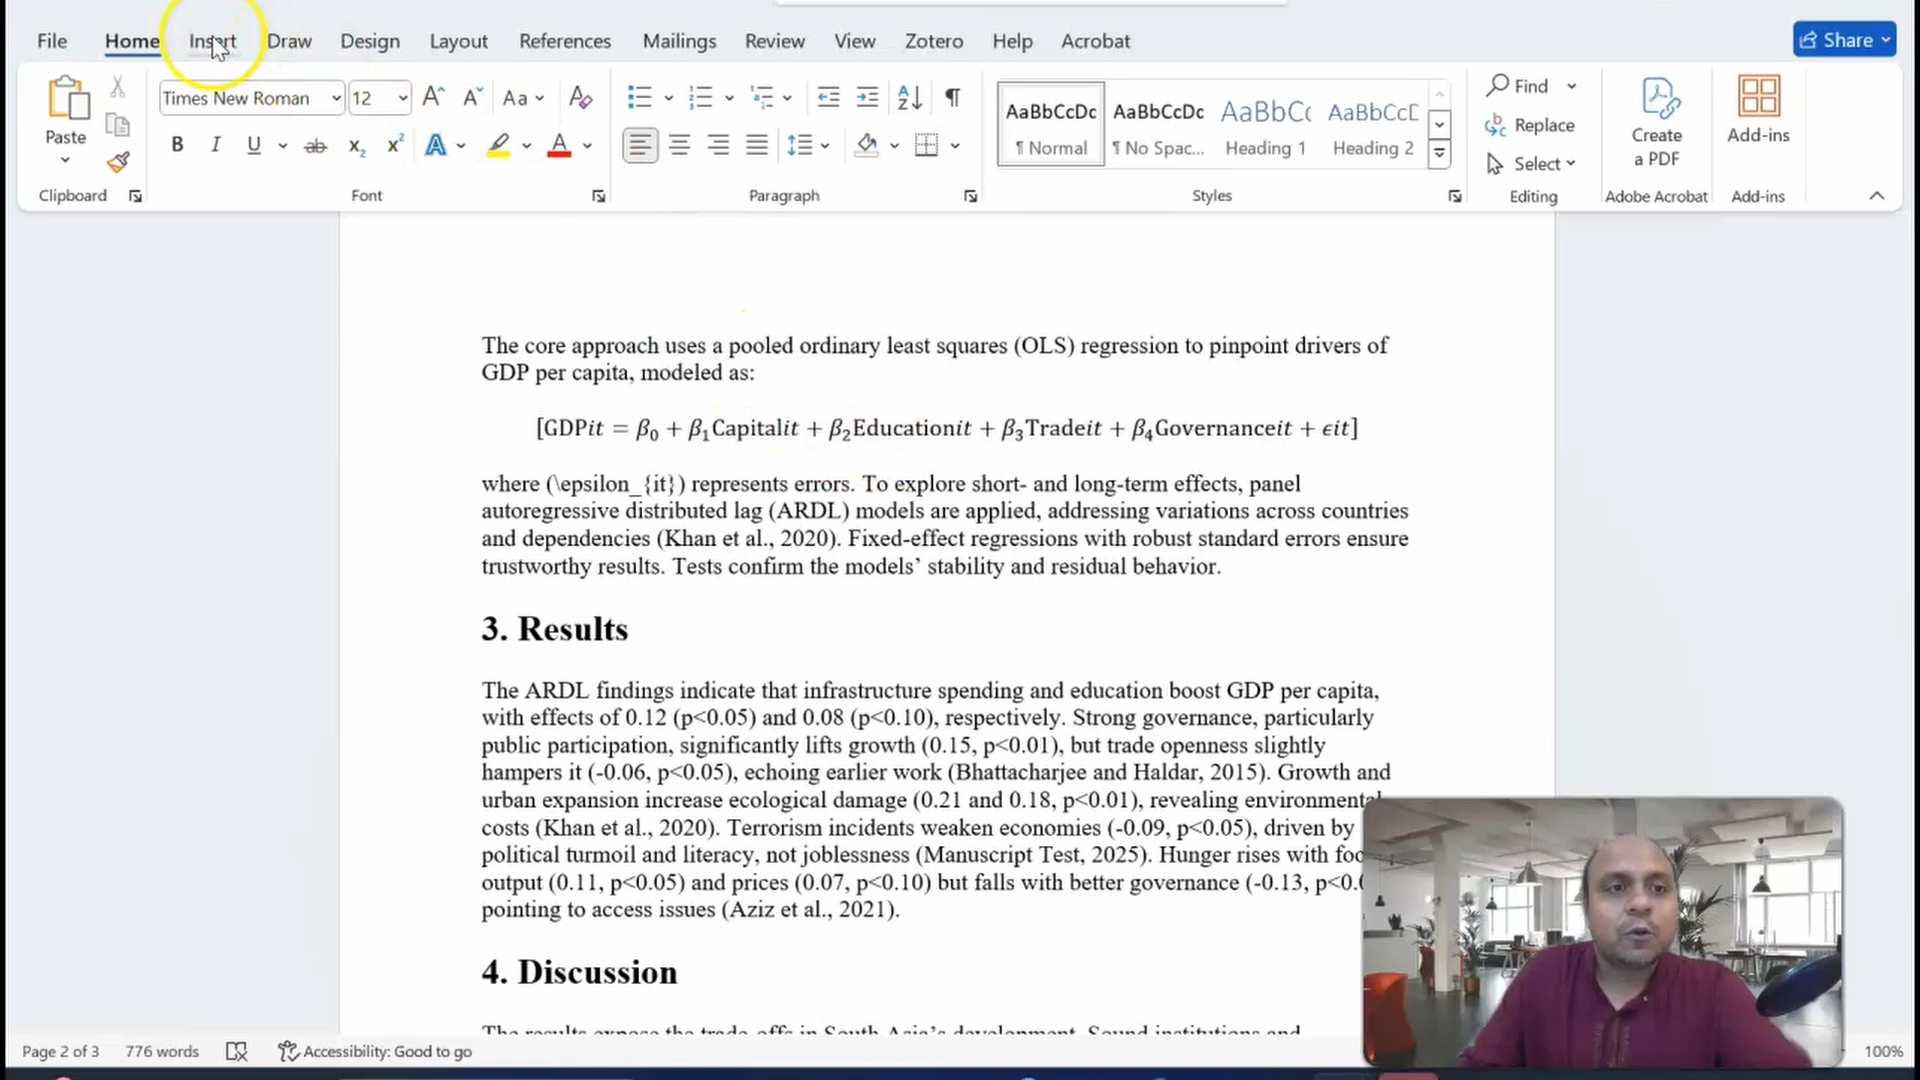 File Home Insert Draw Design Layout References Mailings Review View Zotero Help Acrobat Share
Times New Roman 12 Aa AaBbCcDc AaBbCcDc AaBbCc AaBbCcD Find
Paste Replace Create Add-ins
B I U ab x₂ x² A A ¶ Normal ¶ No Spac... Heading 1 Heading 2 Select a PDF
Clipboard Font Paragraph Styles Editing Adobe Acrobat Add-ins
The core approach uses a pooled ordinary least squares (OLS) regression to pinpoint drivers of
GDP per capita, modeled as:
[GDPit = β₀ + β₁Capitalit + β₂Educationit + β₃Tradeit + β₄Governanceit + ϵit]
where (\epsilon_{it}) represents errors. To explore short- and long-term effects, panel
autoregressive distributed lag (ARDL) models are applied, addressing variations across countries
and dependencies (Khan et al., 2020). Fixed-effect regressions with robust standard errors ensure
trustworthy results. Tests confirm the models’ stability and residual behavior.
3. Results
The ARDL findings indicate that infrastructure spending and education boost GDP per capita,
with effects of 0.12 (p<0.05) and 0.08 (p<0.10), respectively. Strong governance, particularly
public participation, significantly lifts growth (0.15, p<0.01), but trade openness slightly
hampers it (-0.06, p<0.05), echoing earlier work (Bhattacharjee and Haldar, 2015). Growth and
urban expansion increase ecological damage (0.21 and 0.18, p<0.01), revealing environmental
costs (Khan et al., 2020). Terrorism incidents weaken economies (-0.09, p<0.05), driven by
political turmoil and literacy, not joblessness (Manuscript Test, 2025). Hunger rises with foo
output (0.11, p<0.05) and prices (0.07, p<0.10) but falls with better governance (-0.13, p<0.0
pointing to access issues (Aziz et al., 2021).
4. Discussion
The results expose the trade-offs in South Asia’s development. Sound institutions and
Page 2 of 3 776 words Accessibility: Good to go 100%